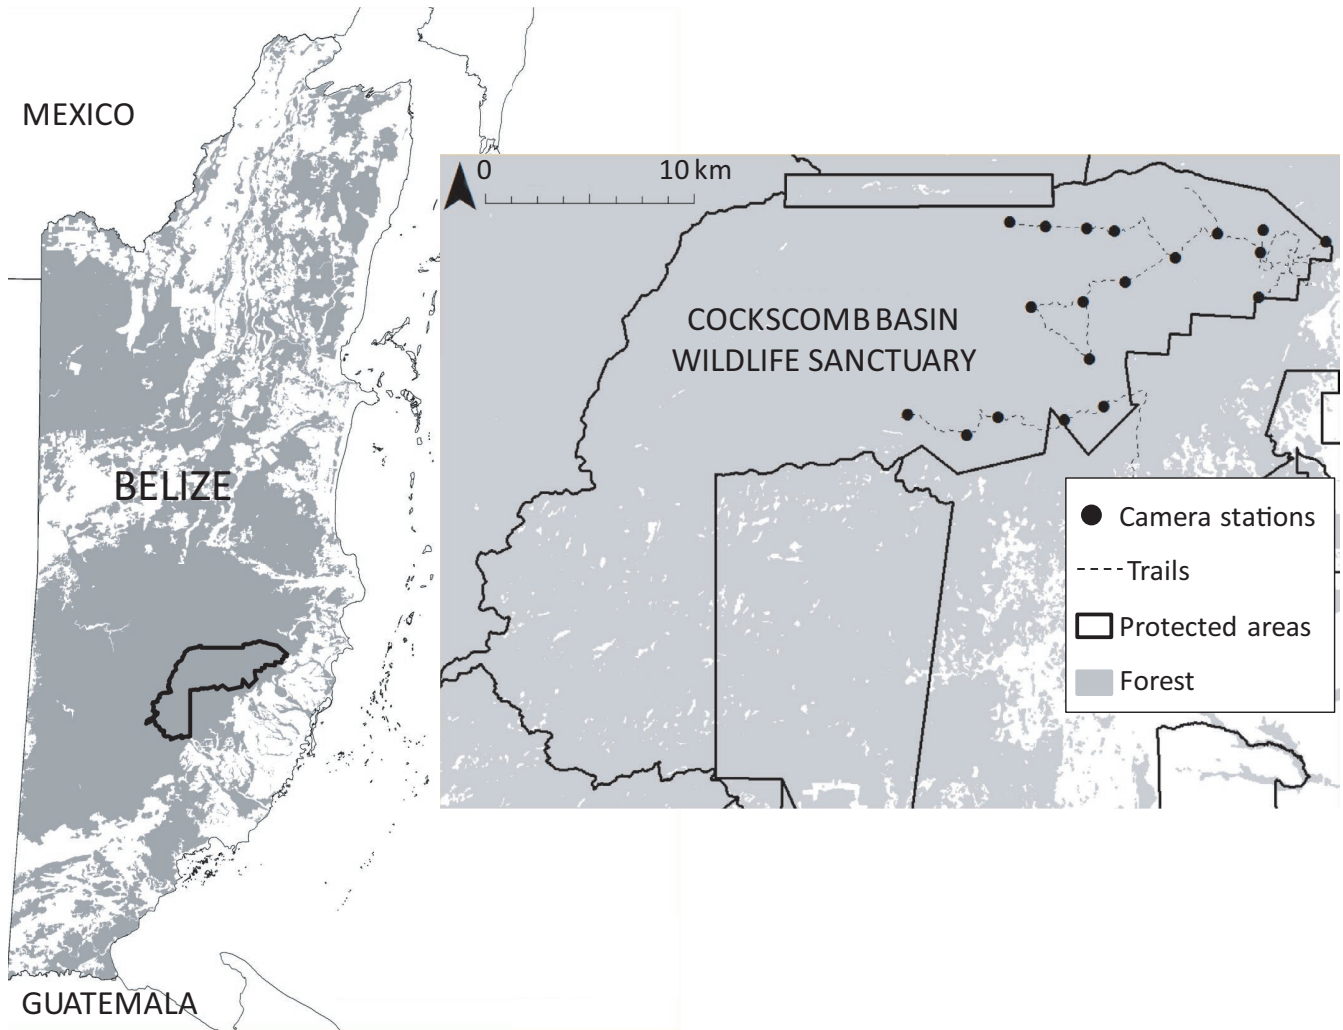 MEXICO
0 10 km
COCKSCOMB BASIN
WILDLIFE SANCTUARY
BELIZE
Camera stations
Trails
Protected areas
Forest
GUATEMALA